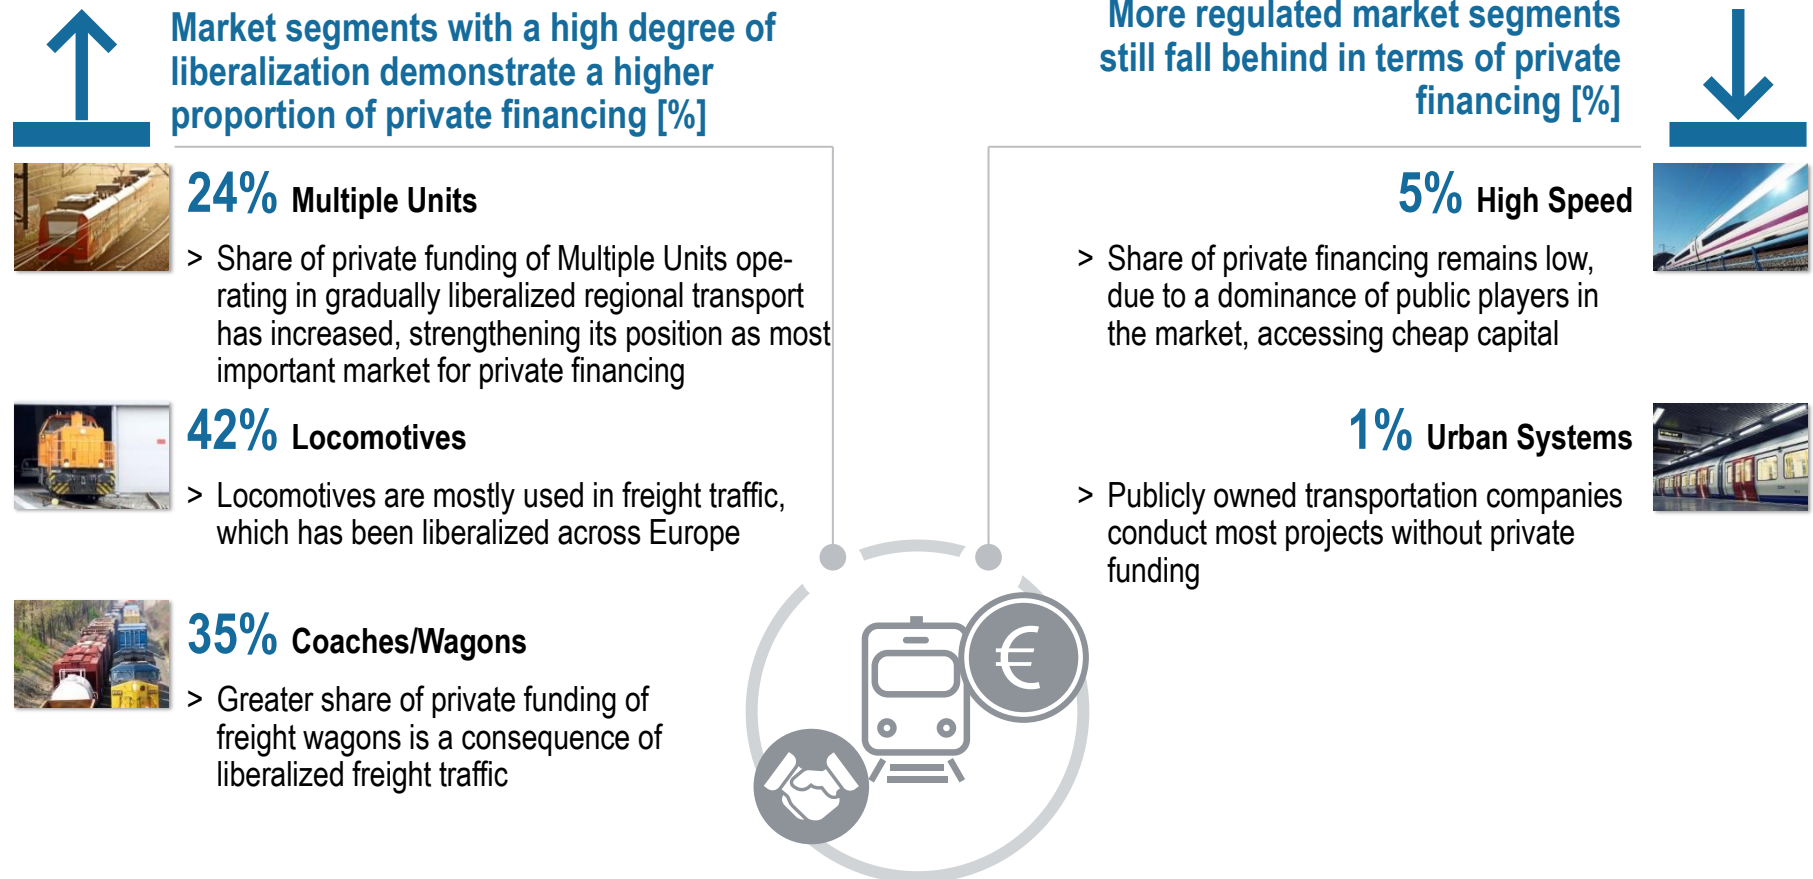 Market segments with a high degree of
liberalization demonstrate a higher
proportion of private financing [%]
24% Multiple Units
> Share of private funding of Multiple Units ope-
rating in gradually liberalized regional transport
has increased, strengthening its position as most
important market for private financing
42% Locomotives
> Locomotives are mostly used in freight traffic,
which has been liberalized across Europe
35% Coaches/Wagons
> Greater share of private funding of
freight wagons is a consequence of
liberalized freight traffic
More regulated market segments
still fall behind in terms of private
financing [%]
5% High Speed
> Share of private financing remains low,
due to a dominance of public players in
the market, accessing cheap capital
1% Urban Systems
> Publicly owned transportation companies
conduct most projects without private
funding
€